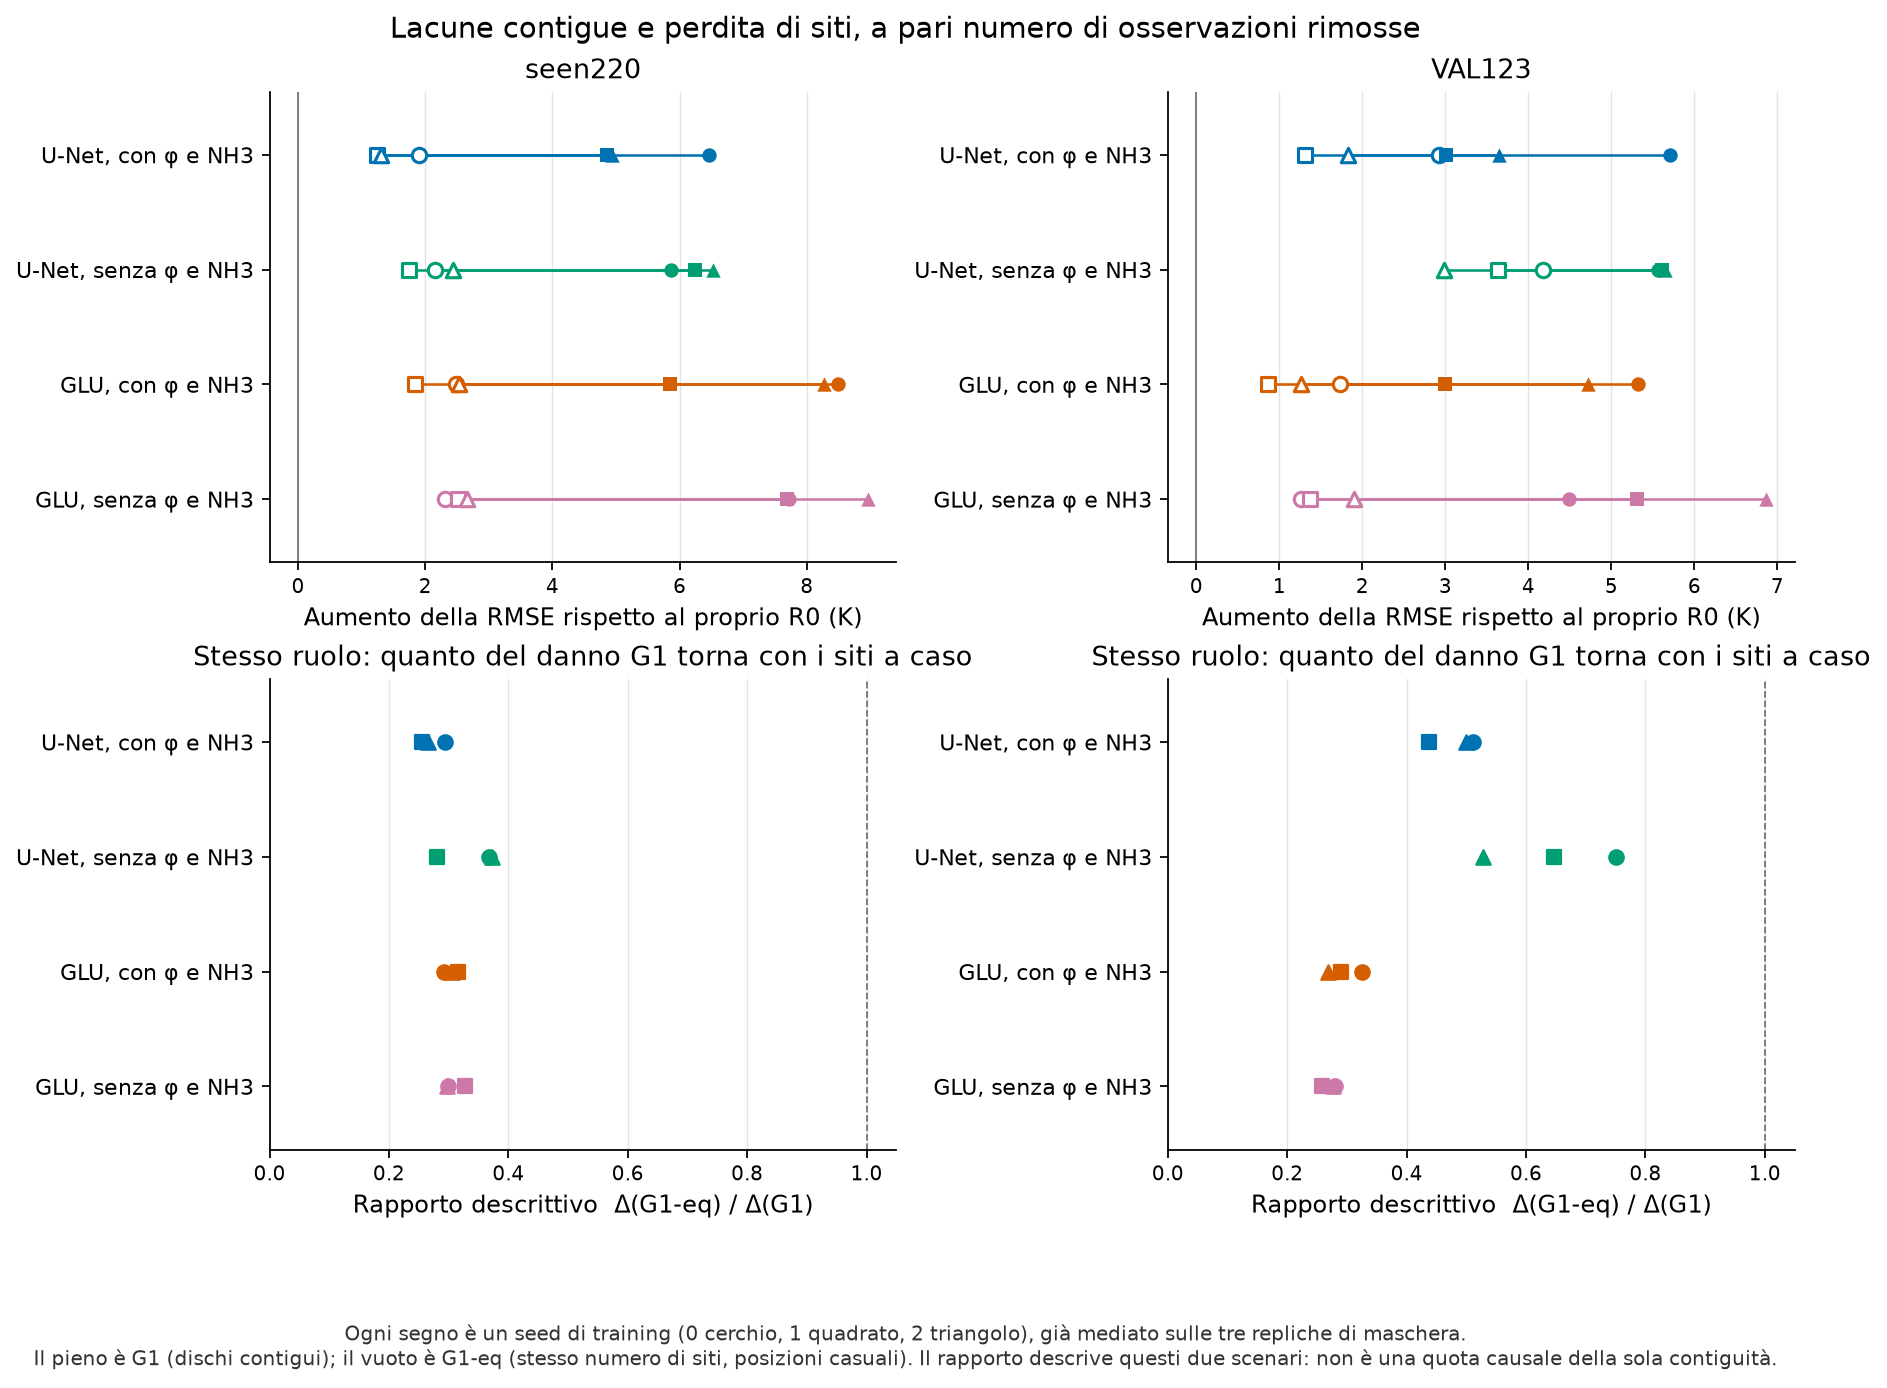 Lacune contigue e perdita di siti, a pari numero di osservazioni rimosse
seen220
U-Net, con φ e NH3
U-Net, senza φ e NH3
GLU, con φ e NH3
GLU, senza φ e NH3
0 2 4 6 8
Aumento della RMSE rispetto al proprio R0 (K)
VAL123
U-Net, con φ e NH3
U-Net, senza φ e NH3
GLU, con φ e NH3
GLU, senza φ e NH3
0 1 2 3 4 5 6 7
Aumento della RMSE rispetto al proprio R0 (K)
Stesso ruolo: quanto del danno G1 torna con i siti a caso
U-Net, con φ e NH3
U-Net, senza φ e NH3
GLU, con φ e NH3
GLU, senza φ e NH3
0.0 0.2 0.4 0.6 0.8 1.0
Rapporto descrittivo Δ(G1-eq) / Δ(G1)
Stesso ruolo: quanto del danno G1 torna con i siti a caso
U-Net, con φ e NH3
U-Net, senza φ e NH3
GLU, con φ e NH3
GLU, senza φ e NH3
0.0 0.2 0.4 0.6 0.8 1.0
Rapporto descrittivo Δ(G1-eq) / Δ(G1)
Ogni segno è un seed di training (0 cerchio, 1 quadrato, 2 triangolo), già mediato sulle tre repliche di maschera.
Il pieno è G1 (dischi contigui); il vuoto è G1-eq (stesso numero di siti, posizioni casuali). Il rapporto descrive questi due scenari: non è una quota causale della sola contiguità.